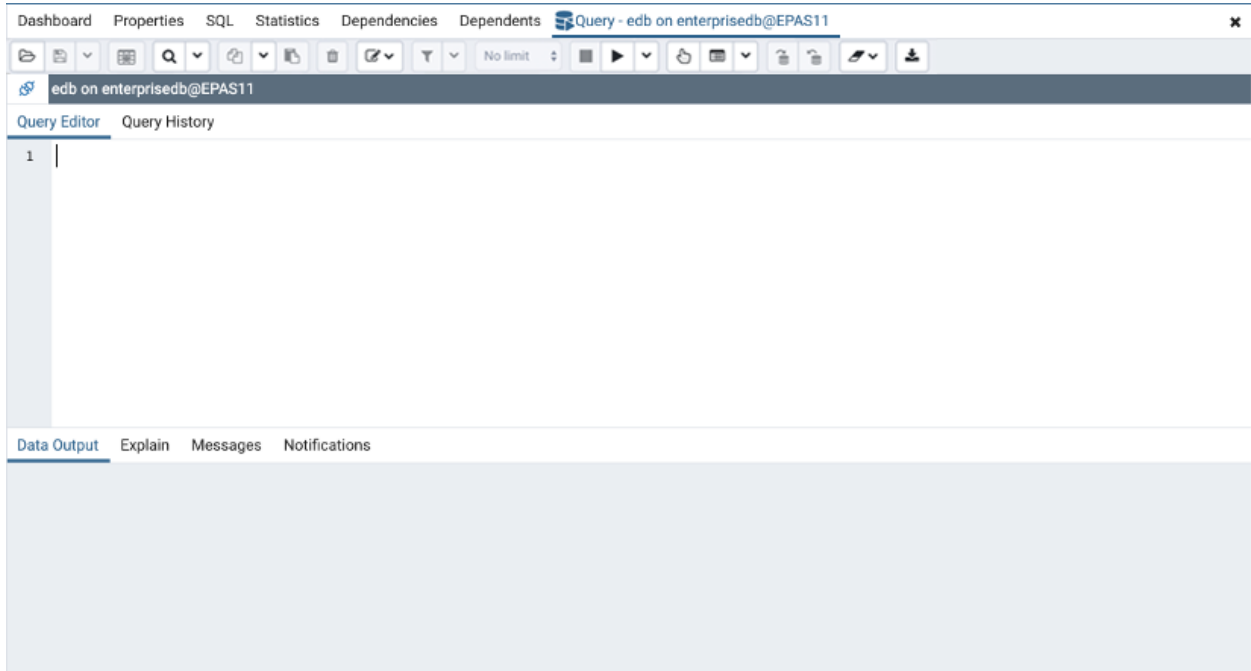 Dashboard Properties SQL Statistics Dependencies Dependents Query - edb on enterprisedb@EPAS11
No limit
edb on enterprisedb@EPAS11
Query Editor Query History
1
Data Output Explain Messages Notifications